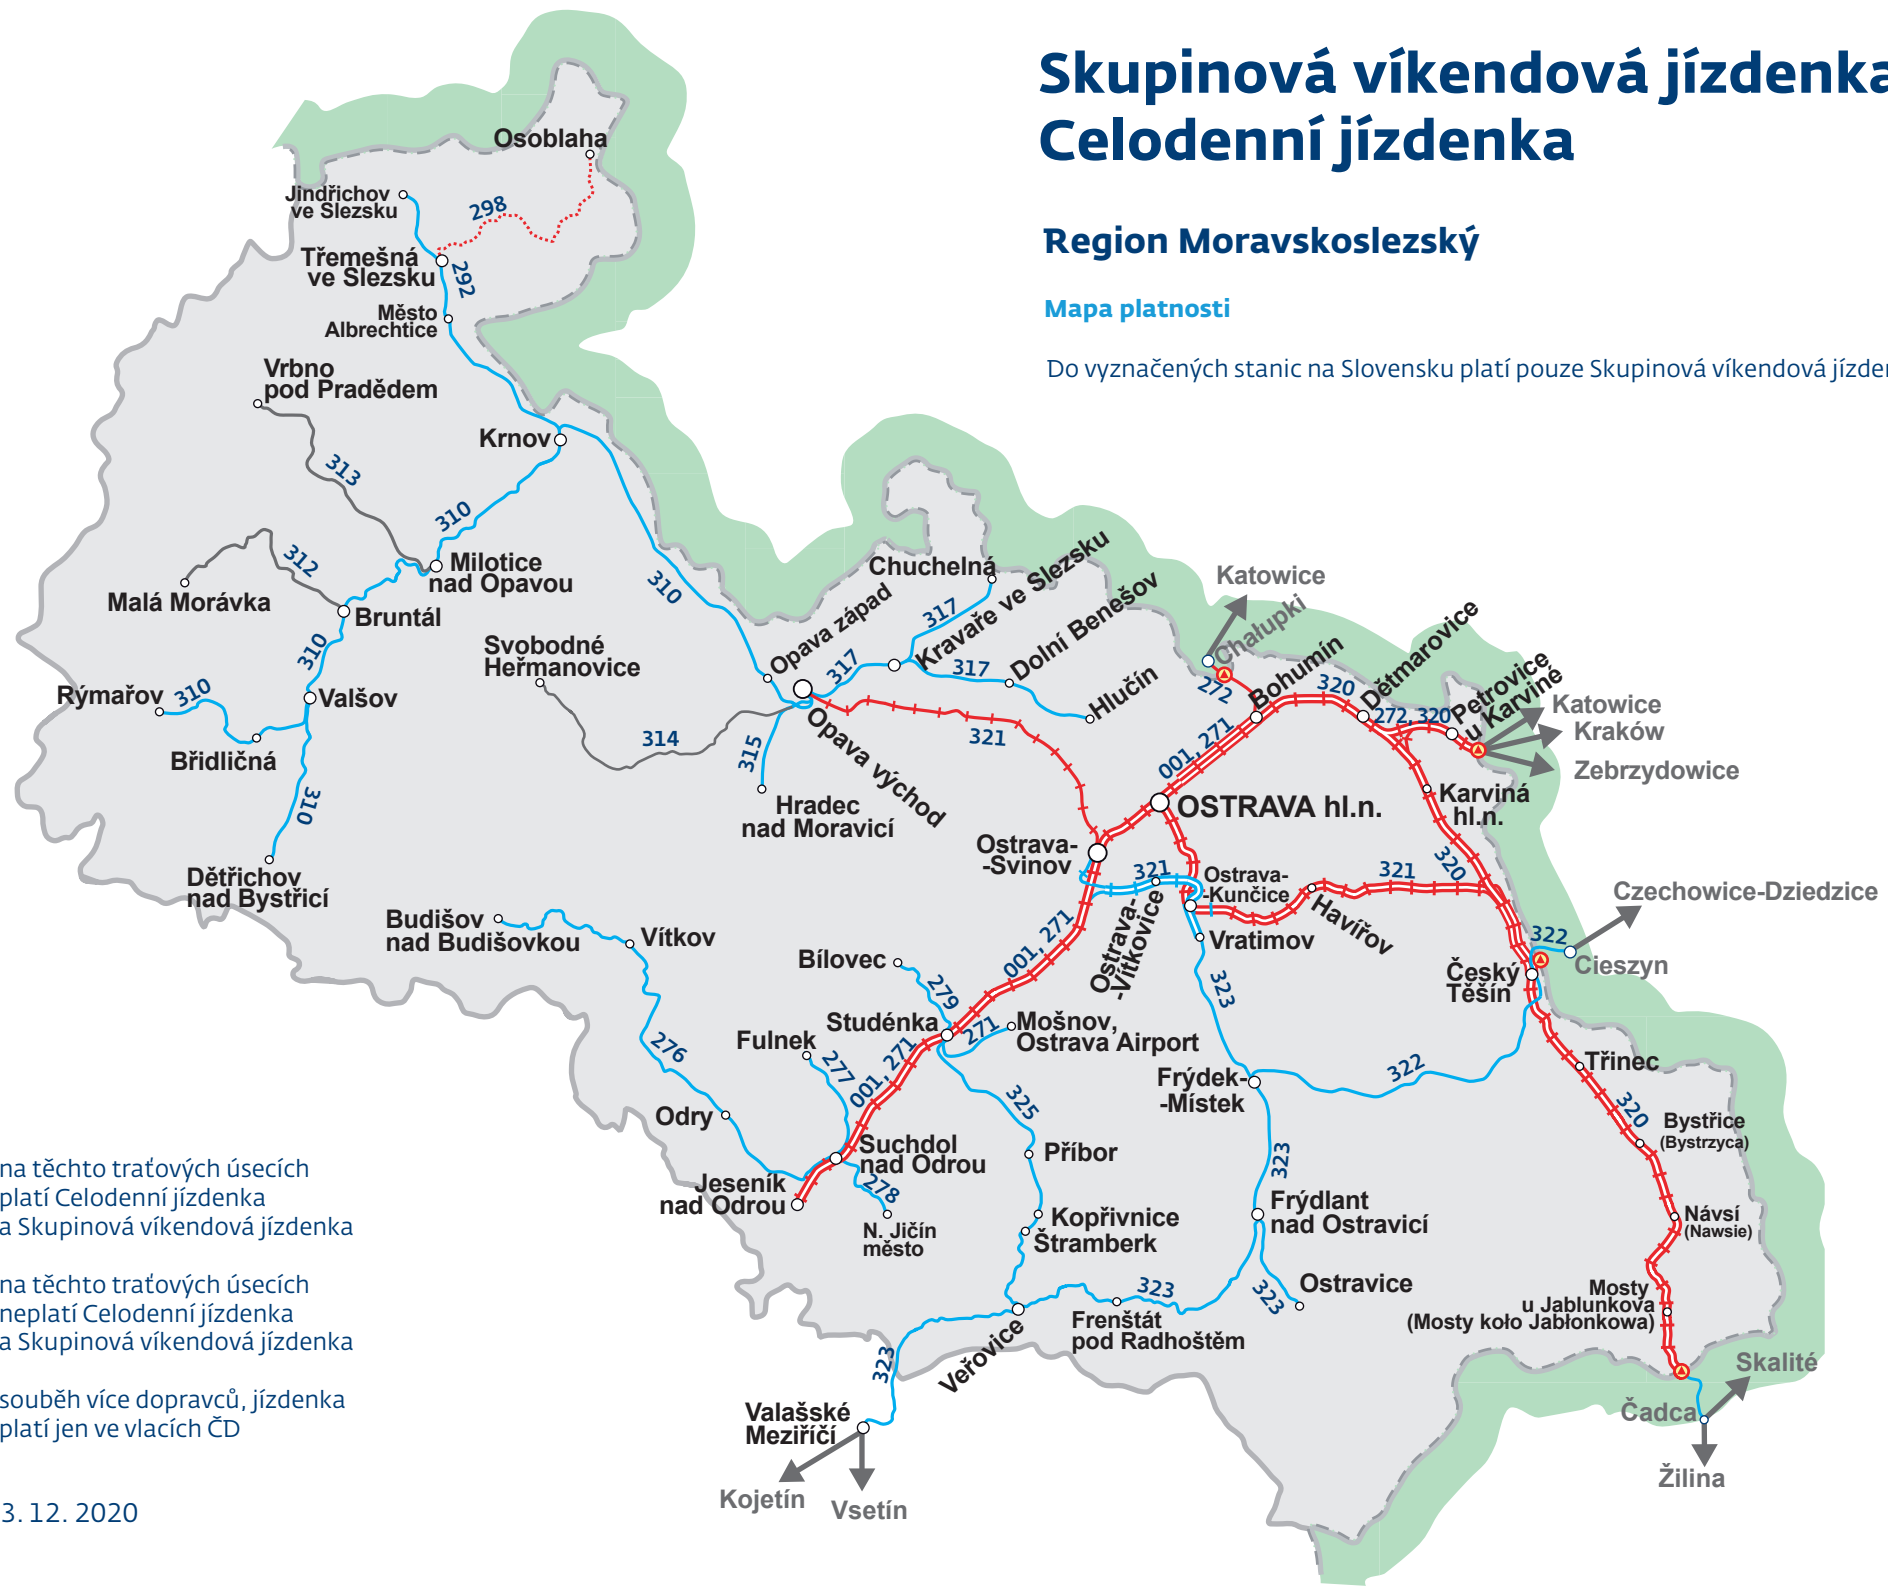 Skupinová víkendová jízdenka
Celodenní jízdenka
Region Moravskoslezský
Mapa platnosti
Do vyznačených stanic na Slovensku platí pouze Skupinová víkendová
Osoblaha
Jindřichov
ve Slezsku
298
Třemešná
ve Slezsku
292
Město
Albrechtice
Vrbno
pod Pradědem
Krnov
313
310
312
Milotice
nad Opavou
Malá Morávka
Bruntál
310
310
Svobodné
Heřmanovice
Rýmařov
310
Valšov
Břidličná
310
Dětřichov
nad Bystřicí
314
315
Hradec
nad Moravicí
Opava západ
Opava východ
317
Chuchelná
317
Kravaře ve Slezsku
317
Dolní Benešov
Hlučín
321
Katowice
Chałupki
272
Bohumín
320
Dětmarovice
272, 320
Petrovice
u Karviné
Katowice
Kraków
Zebrzydowice
001, 271
OSTRAVA hl.n.
Karviná
hl.n.
320
Ostrava-
-Svinov
321
Ostrava-
-Vítkovice
Ostrava-
-Kunčice
321
Havířov
Vratimov
Czechowice-Dziedzice
322
Cieszyn
Český
Těšín
Budišov
nad Budišovkou
Vítkov
Bílovec
279
001, 271
323
Studénka
271
Mošnov,
Ostrava Airport
Fulnek
277
001, 271
276
325
Frýdek-
-Místek
322
Třinec
320
Bystřice
(Bystrzyca)
Odry
Příbor
Suchdol
nad Odrou
278
Jeseník
nad Odrou
N. Jičín
město
323
Kopřivnice
Štramberk
Frýdlant
nad Ostravicí
Návsí
(Nawsie)
323
Ostravice
323
Mosty
u Jablunkova
(Mosty koło Jabłonkowa)
Frenštát
pod Radhoštěm
Veřovice
323
Skalité
Čadca
Žilina
Valašské
Meziříčí
Kojetín
Vsetín
na těchto traťových úsecích
platí Celodenní jízdenka
a Skupinová víkendová jízdenka
na těchto traťových úsecích
neplatí Celodenní jízdenka
a Skupinová víkendová jízdenka
souběh více dopravců, jízdenka
platí jen ve vlacích ČD
3. 12. 2020